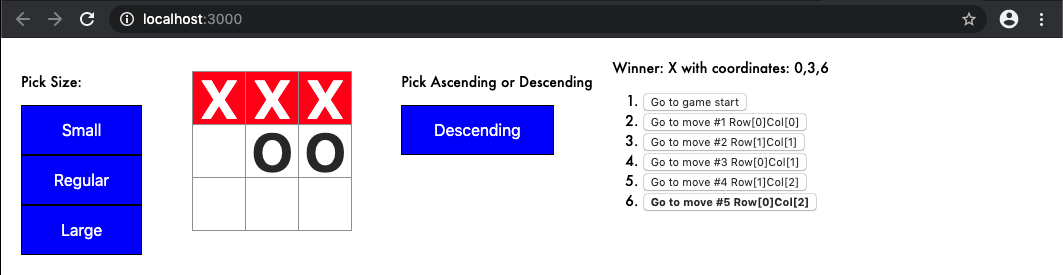 localhost:3000
Pick Size:
Small
Regular
Large
X X X
O O
Pick Ascending or Descending
Descending
Winner: X with coordinates: 0,3,6
1. Go to game start
2. Go to move #1 Row[0]Col[0]
3. Go to move #2 Row[1]Col[1]
4. Go to move #3 Row[0]Col[1]
5. Go to move #4 Row[1]Col[2]
6. Go to move #5 Row[0]Col[2]